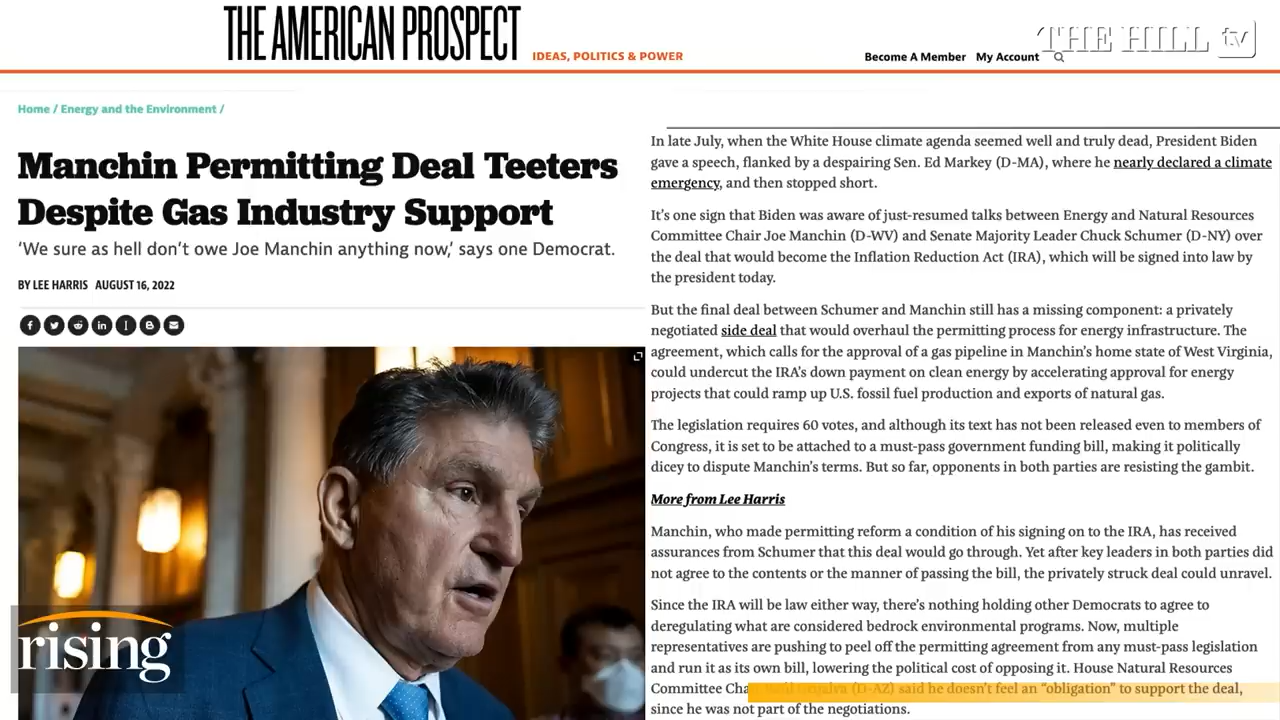 THE AMERICAN PROSPECT
IDEAS, POLITICS & POWER
Become A Member My Account
THE HILL tv
Home / Energy and the Environment /
Manchin Permitting Deal Teeters
Despite Gas Industry Support
‘We sure as hell don’t owe Joe Manchin anything now,’ says one Democrat.
BY LEE HARRIS AUGUST 16, 2022
rising
In late July, when the White House climate agenda seemed well and truly dead, President Biden
gave a speech, flanked by a despairing Sen. Ed Markey (D-MA), where he nearly declared a climate
emergency, and then stopped short.
It’s one sign that Biden was aware of just-resumed talks between Energy and Natural Resources
Committee Chair Joe Manchin (D-WV) and Senate Majority Leader Chuck Schumer (D-NY) over
the deal that would become the Inflation Reduction Act (IRA), which will be signed into law by
the president today.
But the final deal between Schumer and Manchin still has a missing component: a privately
negotiated side deal that would overhaul the permitting process for energy infrastructure. The
agreement, which calls for the approval of a gas pipeline in Manchin’s home state of West Virginia,
could undercut the IRA’s down payment on clean energy by accelerating approval for energy
projects that could ramp up U.S. fossil fuel production and exports of natural gas.
The legislation requires 60 votes, and although its text has not been released even to members of
Congress, it is set to be attached to a must-pass government funding bill, making it politically
dicey to dispute Manchin’s terms. But so far, opponents in both parties are resisting the gambit.
More from Lee Harris
Manchin, who made permitting reform a condition of his signing on to the IRA, has received
assurances from Schumer that this deal would go through. Yet after key leaders in both parties did
not agree to the contents or the manner of passing the bill, the privately struck deal could unravel.
Since the IRA will be law either way, there’s nothing holding other Democrats to agree to
deregulating what are considered bedrock environmental programs. Now, multiple
representatives are pushing to peel off the permitting agreement from any must-pass legislation
and run it as its own bill, lowering the political cost of opposing it. House Natural Resources
Committee (D-AZ) said he doesn’t feel an “obligation” to support the deal,
since he was not part of the negotiations.